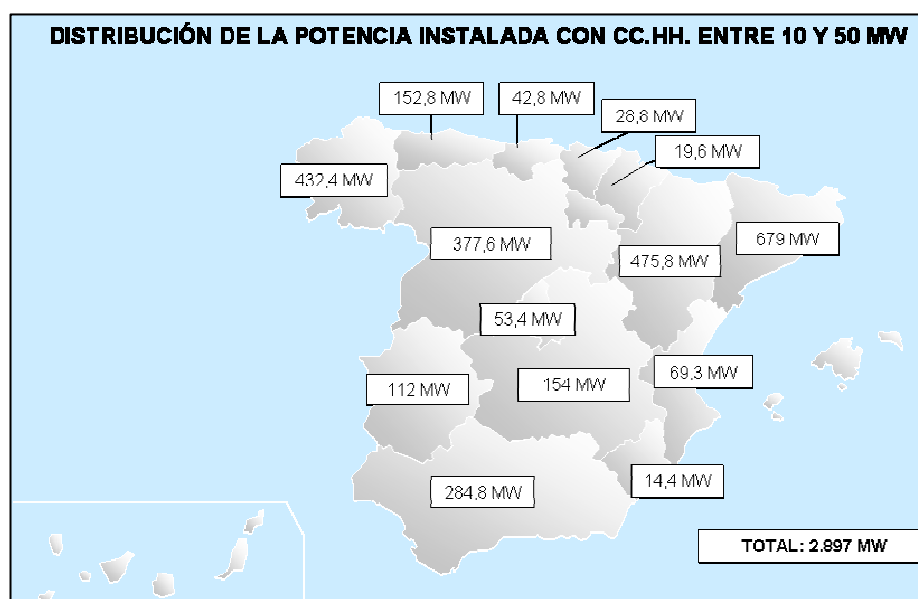 DISTRIBUCIÓN DE LA POTENCIA INSTALADA CON CC.HH. ENTRE 10 Y 50 MW
152,8 MW
42,8 MW
28,8 MW
19,6 MW
432,4 MW
377,6 MW
475,8 MW
679 MW
53,4 MW
112 MW
154 MW
69,3 MW
284,8 MW
14,4 MW
TOTAL: 2.897 MW